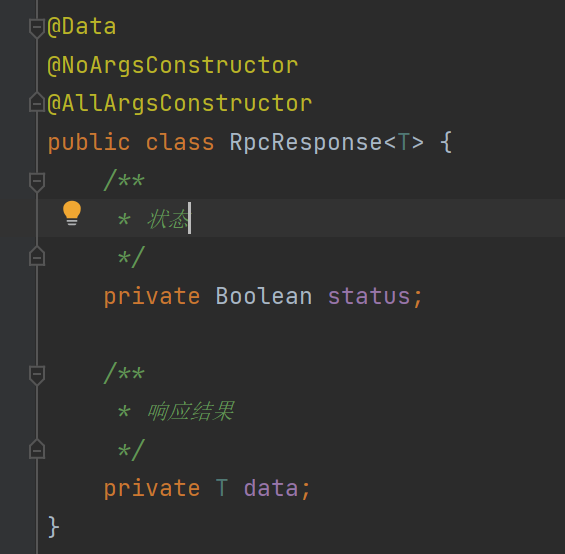 @Data
@NoArgsConstructor
@AllArgsConstructor
public class RpcResponse<T> {
    /**
     * 状态
     */
    private Boolean status;

    /**
     * 响应结果
     */
    private T data;
}